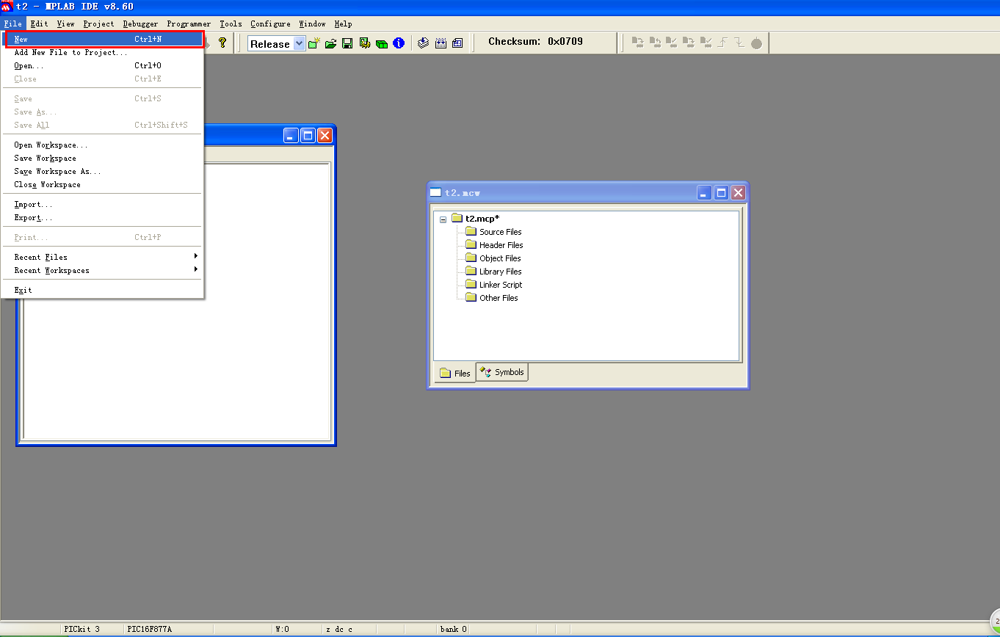 t2 - MPLAB IDE v8.60
File Edit View Project Debugger Programmer Tools Configure Window Help
New Ctrl+N
? Release i Checksum: 0x0709
Add New File to Project...
Open... Ctrl+O
Close Ctrl+E
Save Ctrl+S
Save As...
Save All Ctrl+Shift+S
Open Workspace...
Save Workspace
Save Workspace As...
Close Workspace
Import...
Export...
Print... Ctrl+P
Recent Files
Recent Workspaces
Exit
t2.mcw
t2.mcp*
Source Files
Header Files
Object Files
Library Files
Linker Script
Other Files
Files Symbols
PICkit 3 PIC16F877A W:0 z dc c bank 0
2